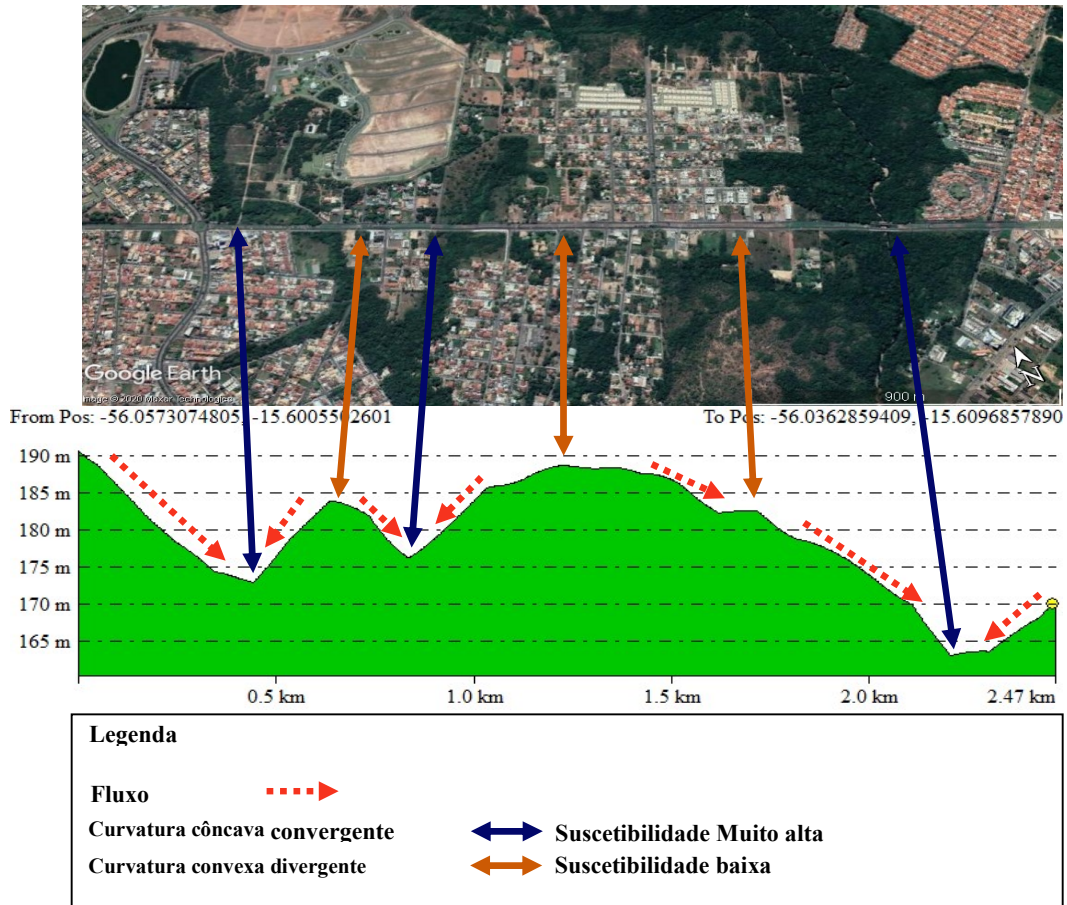 Google Earth
900 m
N
From Pos: -56.0573074805, -15.6005502601 To Pos: -56.0362859409, -15.6096857890
190 m
185 m
180 m
175 m
170 m
165 m
0.5 km 1.0 km 1.5 km 2.0 km 2.47 km
Legenda
Fluxo
Curvatura côncava convergente Suscetibilidade Muito alta
Curvatura convexa divergente Suscetibilidade baixa